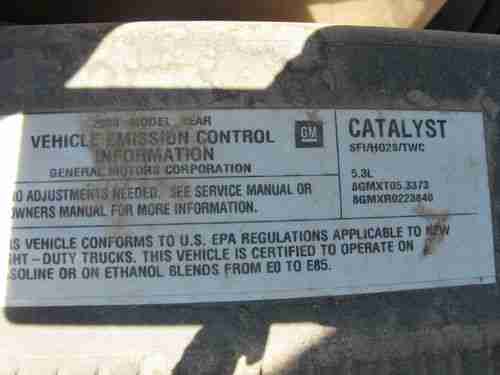 2008 MODEL YEAR
VEHICLE EMISSION CONTROL
INFORMATION
GENERAL MOTORS CORPORATION
GM
CATALYST
SFI/HO2S/TWC
5.3L
8GMXT05.3373
8GMXR0223840
NO ADJUSTMENTS NEEDED. SEE SERVICE MANUAL OR
OWNERS MANUAL FOR MORE INFORMATION.
IS VEHICLE CONFORMS TO U.S. EPA REGULATIONS APPLICABLE TO NEW
GHT-DUTY TRUCKS. THIS VEHICLE IS CERTIFIED TO OPERATE ON
ASOLINE OR ON ETHANOL BLENDS FROM E0 TO E85.